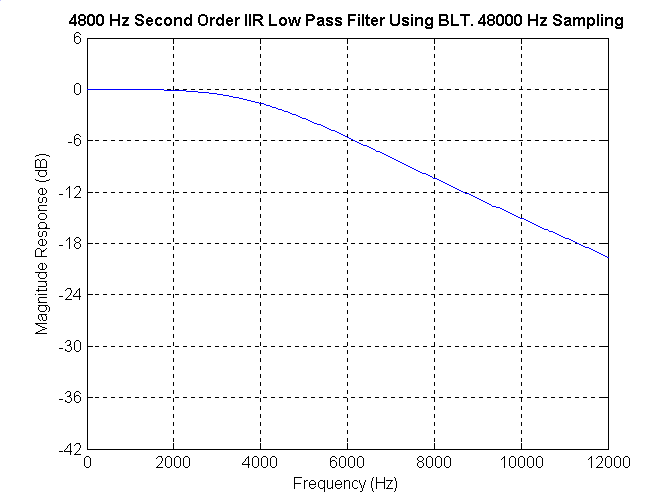 4800 Hz Second Order IIR Low Pass Filter Using BLT. 48000 Hz Sampling
6
0
-6
-12
-18
-24
-30
-36
-42
Magnitude Response (dB)
0 2000 4000 6000 8000 10000 12000
Frequency (Hz)